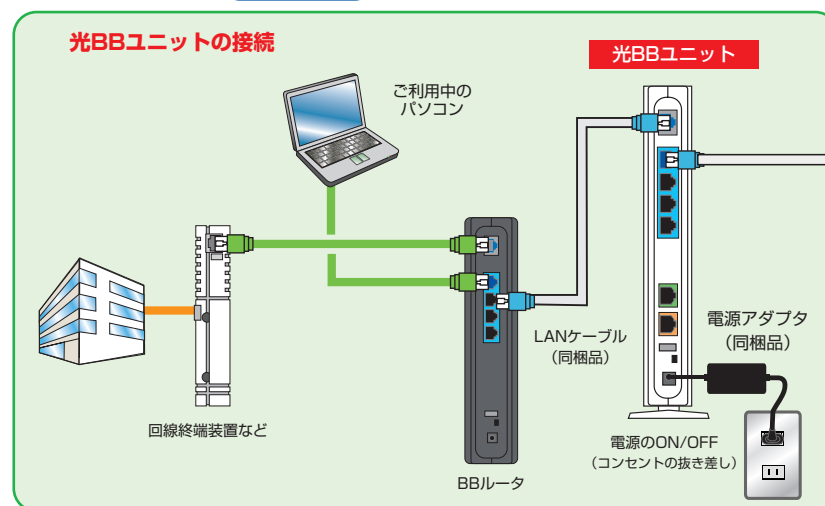 光BBユニットの接続
光BBユニット
ご利用中の
パソコン
LANケーブル
（同梱品）
電源アダプタ
（同梱品）
回線終端装置など
BBルータ
電源のON/OFF
（コンセントの抜き差し）